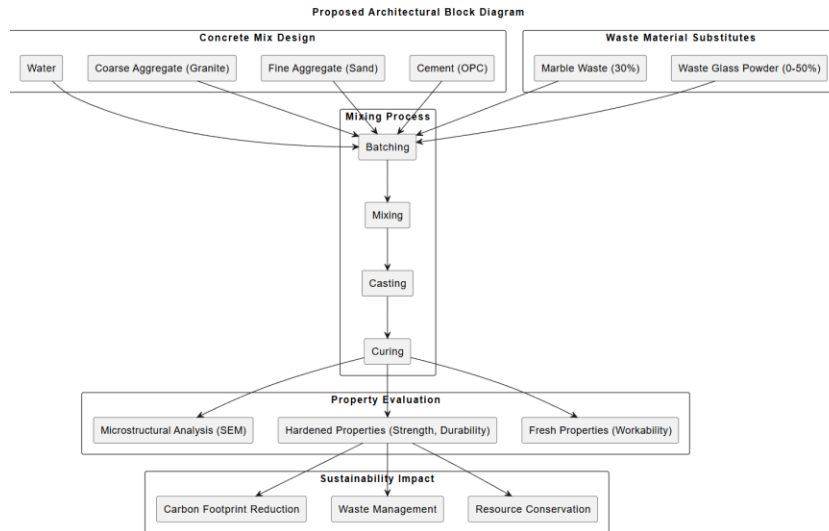 Proposed Architectural Block Diagram
Concrete Mix Design
Waste Material Substitutes
Water
Coarse Aggregate (Granite)
Fine Aggregate (Sand)
Cement (OPC)
Marble Waste (30%)
Waste Glass Powder (0-50%)
Mixing Process
Batching
Mixing
Casting
Curing
Property Evaluation
Microstructural Analysis (SEM)
Hardened Properties (Strength, Durability)
Fresh Properties (Workability)
Sustainability Impact
Carbon Footprint Reduction
Waste Management
Resource Conservation